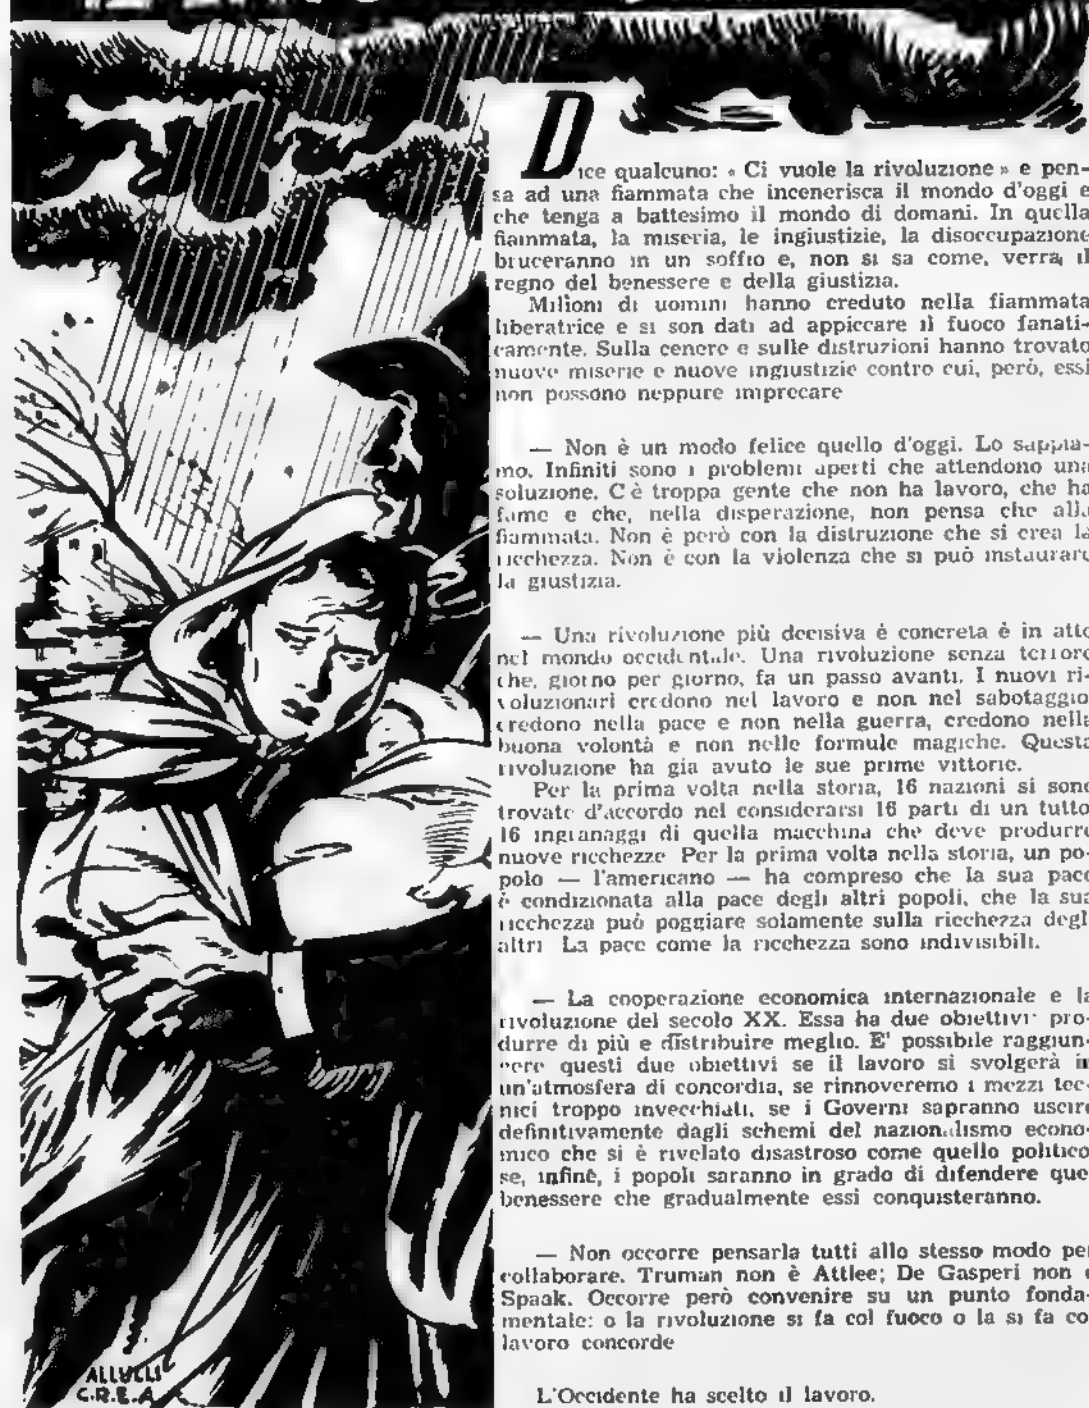 Dice qualcuno: « Ci vuole la rivoluzione » e pen-
sa ad una fiammata che incenerisca il mondo d'oggi e
che tenga a battesimo il mondo di domani. In quella
fiammata, la miseria, le ingiustizie, la disoccupazione
bruceranno in un soffio e, non si sa come, verrà il
regno del benessere e della giustizia.
Milioni di uomini hanno creduto nella fiammata
liberatrice e si son dati ad appiccare il fuoco fanati-
camente. Sulla cenere e sulle distruzioni hanno trovato
nuove miserie e nuove ingiustizie contro cui, però, essi
non possono neppure imprecare
— Non è un modo felice quello d'oggi. Lo sappia-
mo. Infiniti sono i problemi aperti che attendono una
soluzione. C'è troppa gente che non ha lavoro, che ha
fame e che, nella disperazione, non pensa che alla
fiammata. Non è però con la distruzione che si crea la
ricchezza. Non è con la violenza che si può instaurare
la giustizia.
— Una rivoluzione più decisiva è concreta è in atto
nel mondo occidentale. Una rivoluzione senza terrore
che, giorno per giorno, fa un passo avanti. I nuovi ri-
voluzionari credono nel lavoro e non nel sabotaggio
credono nella pace e non nella guerra, credono nella
buona volontà e non nelle formule magiche. Questa
rivoluzione ha già avuto le sue prime vittorie.
Per la prima volta nella storia, 16 nazioni si sono
trovate d'accordo nel considerarsi 16 parti di un tutto
16 ingranaggi di quella macchina che deve produrre
nuove ricchezze Per la prima volta nella storia, un po-
polo — l'americano — ha compreso che la sua pace
è condizionata alla pace degli altri popoli, che la sua
ricchezza può poggiare solamente sulla ricchezza degl
altri La pace come la ricchezza sono indivisibili.
— La cooperazione economica internazionale e la
rivoluzione del secolo XX. Essa ha due obiettivi: pro-
durre di più e distribuire meglio. E' possibile raggiun-
gere questi due obiettivi se il lavoro si svolgerà in
un'atmosfera di concordia, se rinnoveremo i mezzi tec-
nici troppo invecchiati, se i Governi sapranno uscire
definitivamente dagli schemi del nazionalismo econo-
mico che si è rivelato disastroso come quello politico
se, infine, i popoli saranno in grado di difendere quel
benessere che gradualmente essi conquisteranno.
— Non occorre pensarla tutti allo stesso modo per
collaborare. Truman non è Attlee; De Gasperi non è
Spaak. Occorre però convenire su un punto fonda-
mentale: o la rivoluzione si fa col fuoco o la si fa co
lavoro concorde
L'Occidente ha scelto il lavoro.
ALLULLI
C.R.E.A.